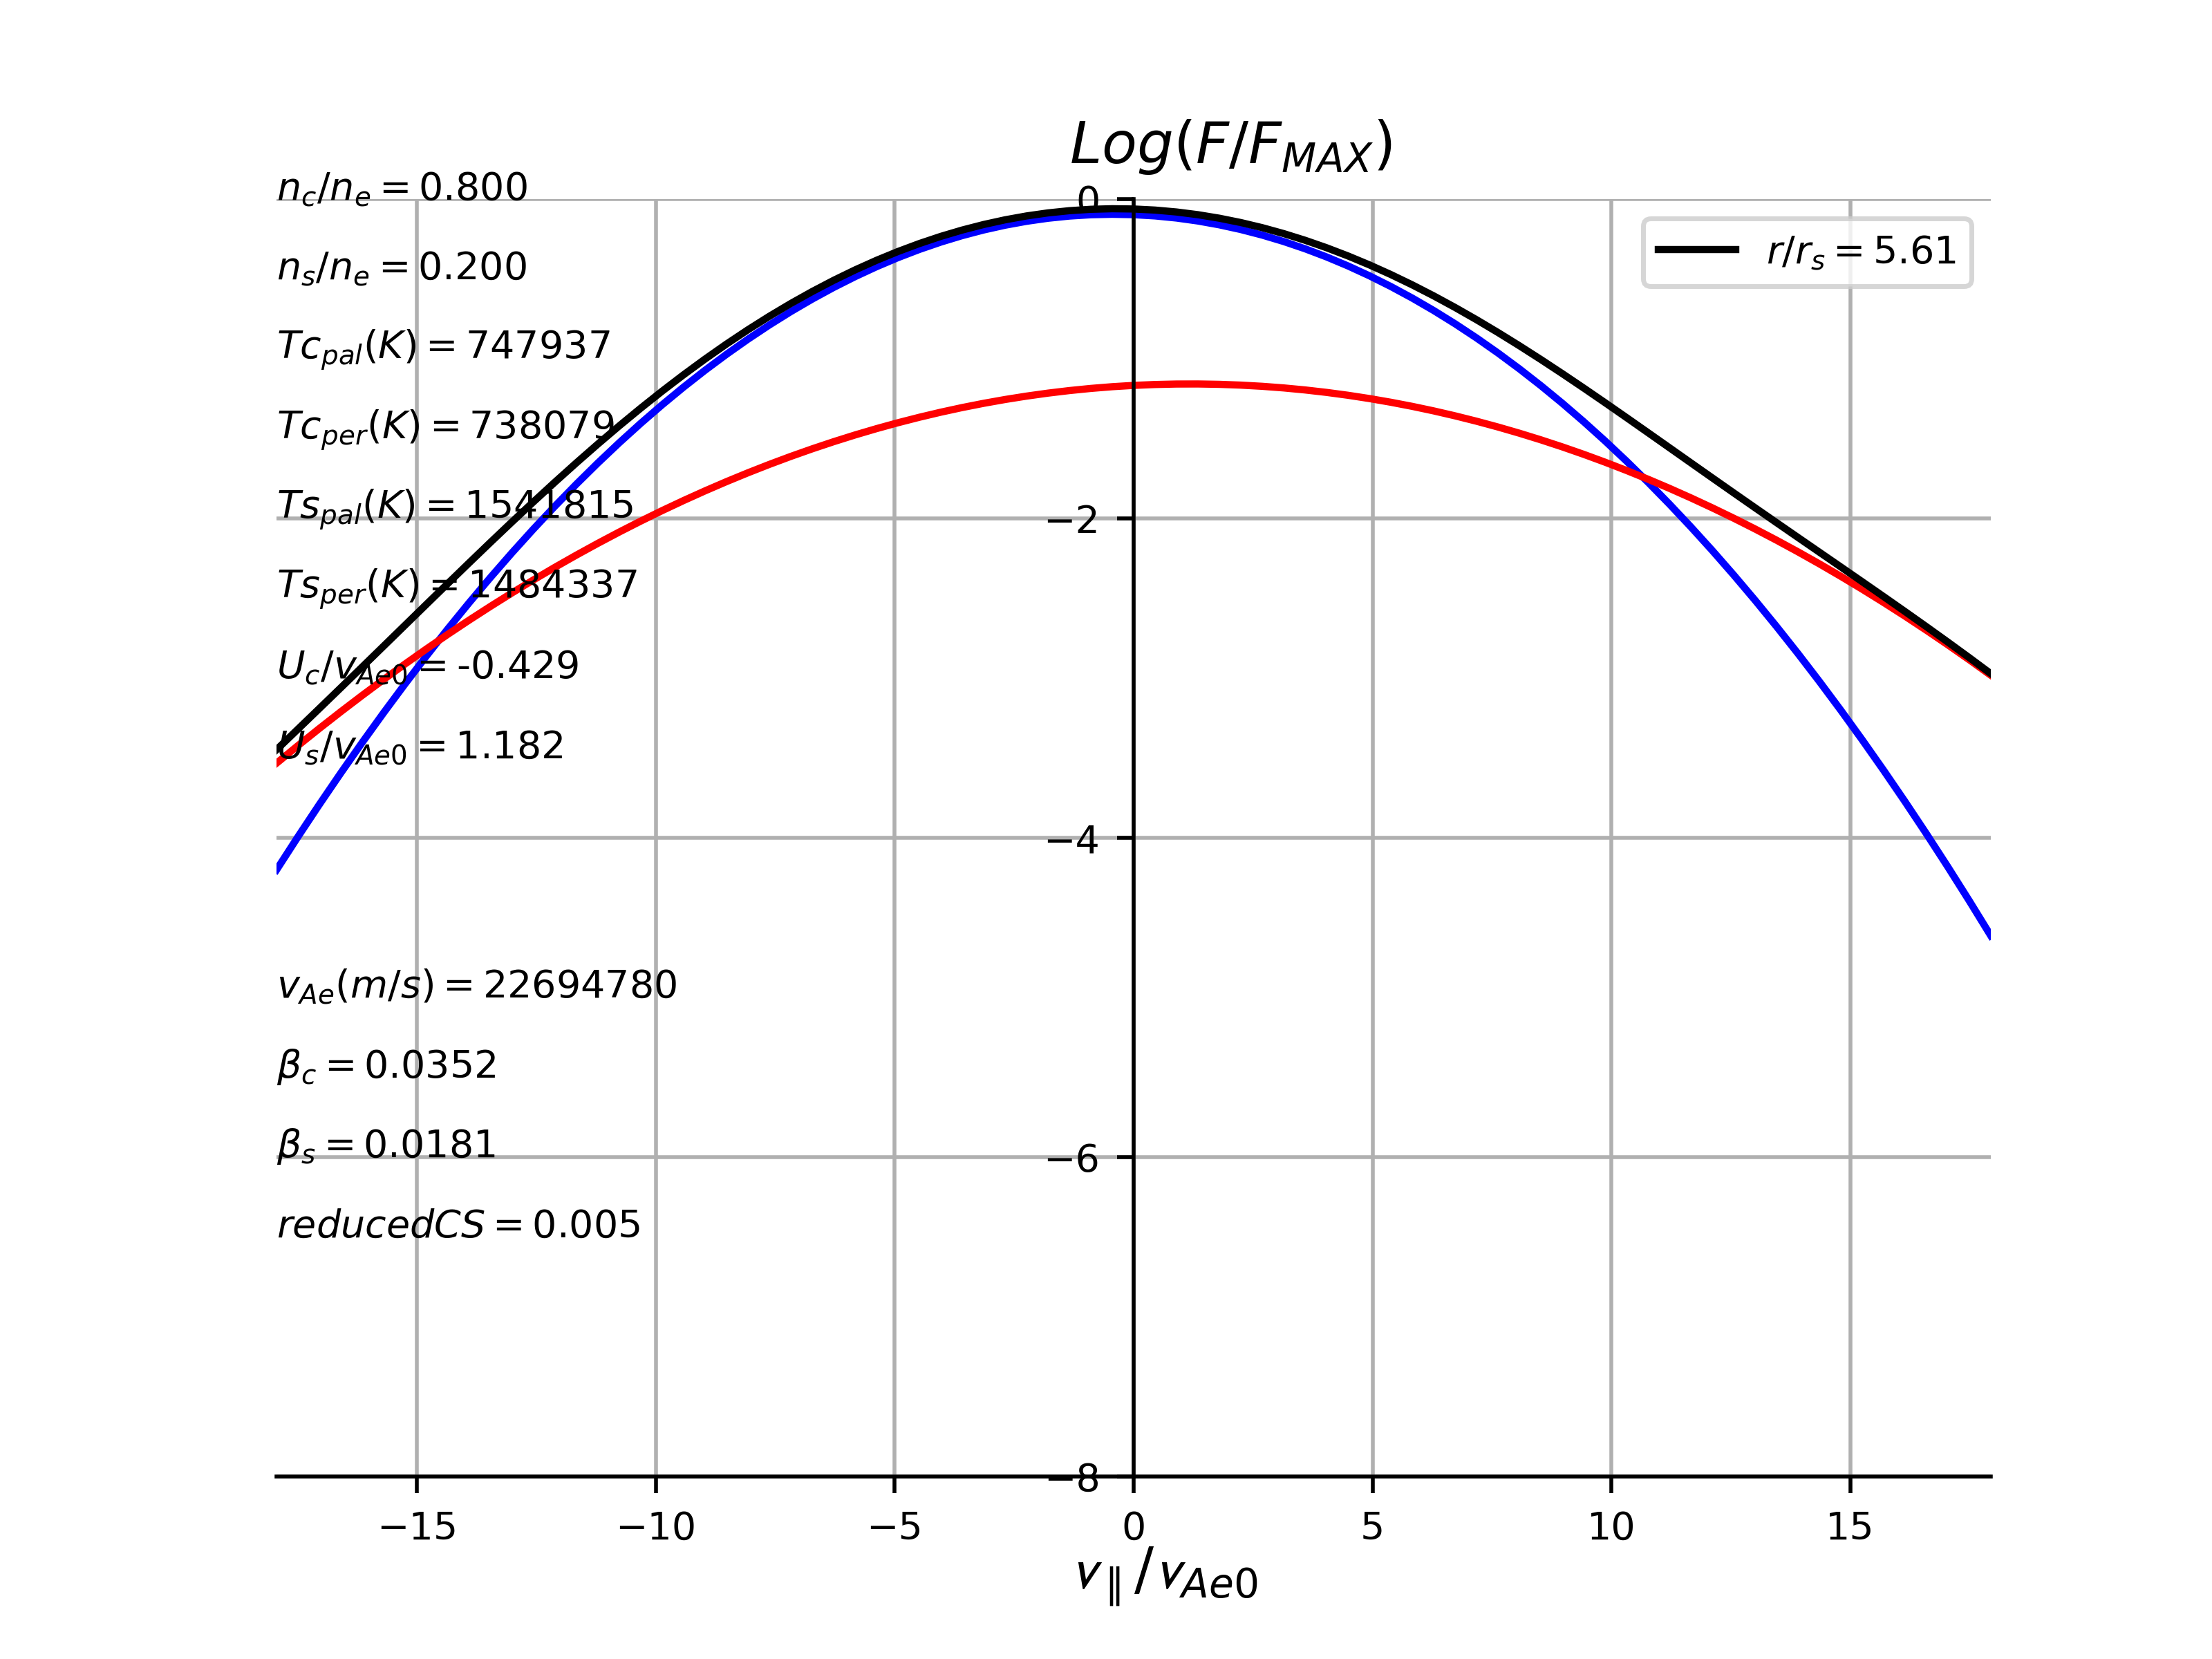 Log(F/F_MAX)
n_c/n_e = 0.800
n_s/n_e = 0.200
Tc_pal(K) = 747937
Tc_per(K) = 738079
Ts_pal(K) = 1541815
Ts_per(K) = 1484337
U_c/v_Ae0 = -0.429
U_s/v_Ae0 = 1.182
v_Ae(m/s) = 22694780
β_c = 0.0352
β_s = 0.0181
reducedCS = 0.005
r/r_s = 5.61
0
−2
−4
−6
−8
−15 −10 −5 0 5 10 15
v_∥/v_Ae0